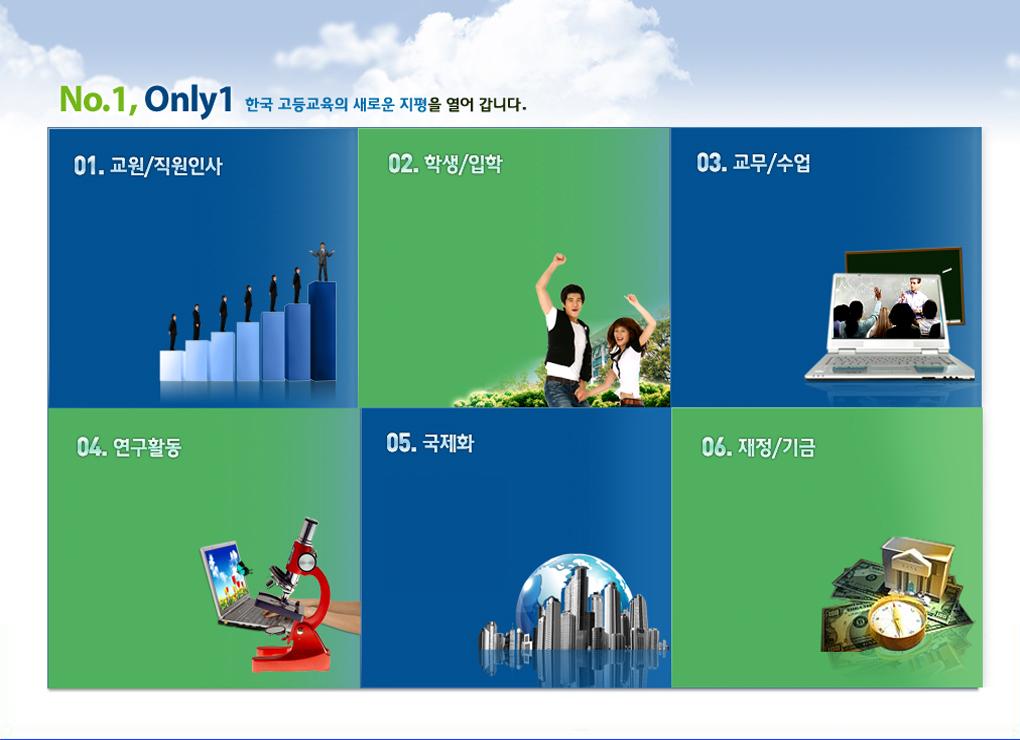 No.1, Only1 한국 고등교육의 새로운 지평을 열어 갑니다.
01. 교원/직원인사
02. 학생/입학
03. 교무/수업
04. 연구활동
05. 국제화
06. 재정/기금